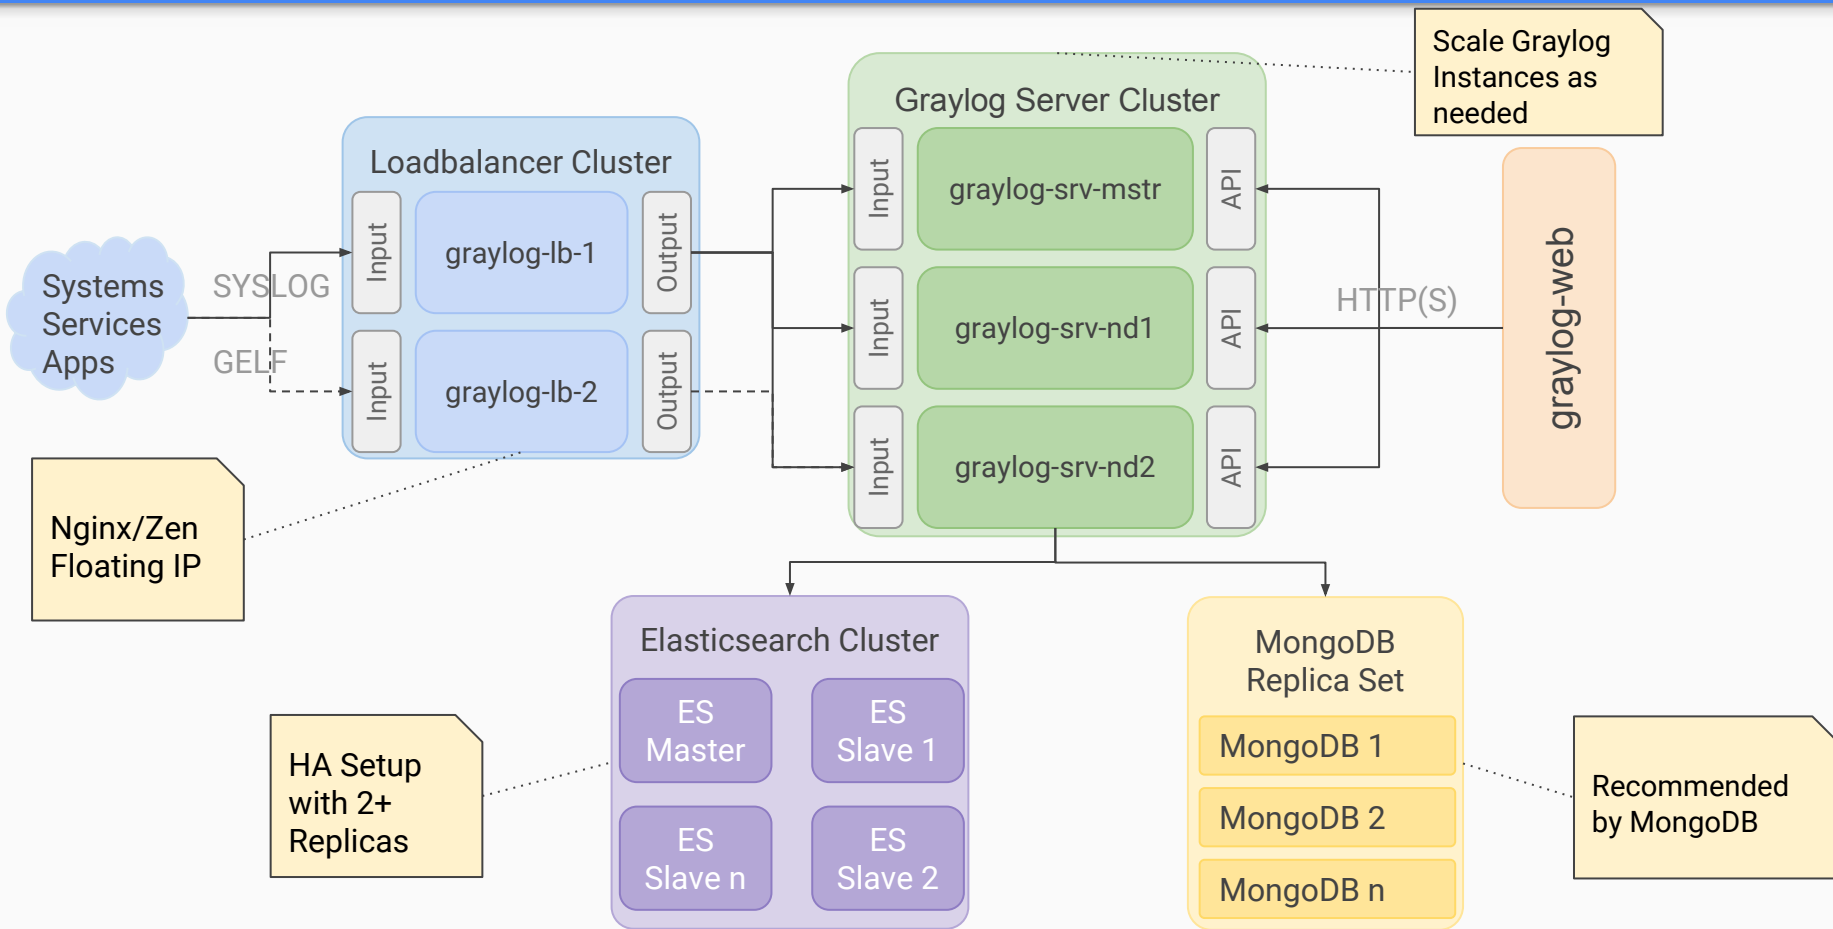 Scale Graylog
Instances as
needed
Graylog Server Cluster
Loadbalancer Cluster
Input
graylog-srv-mstr
API
Input
graylog-lb-1
Output
graylog-web
Systems
Services
Apps
SYSLOG
GELF
Input
graylog-srv-nd1
API
HTTP(S)
Input
graylog-lb-2
Output
Input
graylog-srv-nd2
API
Nginx/Zen
Floating IP
Elasticsearch Cluster
ES
Master
ES
Slave 1
ES
Slave n
ES
Slave 2
HA Setup
with 2+
Replicas
MongoDB
Replica Set
MongoDB 1
MongoDB 2
MongoDB n
Recommended
by MongoDB